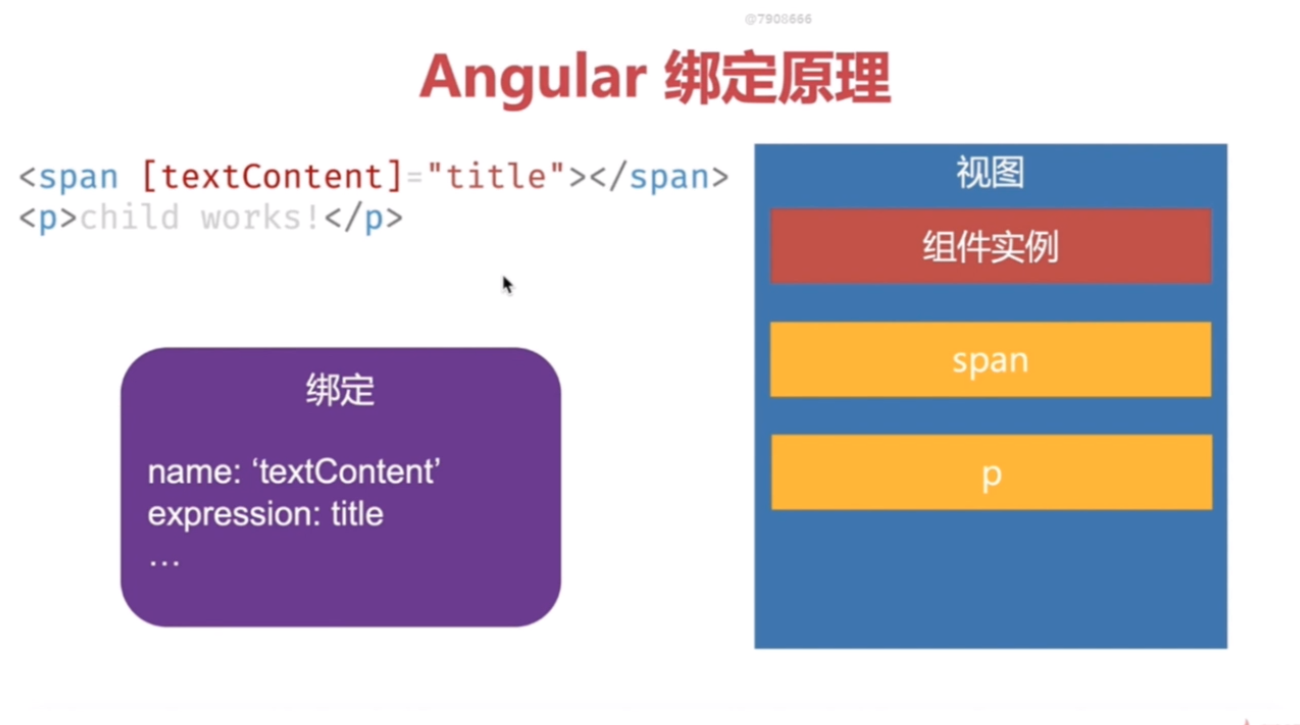 @7908666
Angular 绑定原理
<span [textContent]="title"></span>
<p>child works!</p>
视图
组件实例
span
p
绑定
name: ‘textContent’
expression: title
…